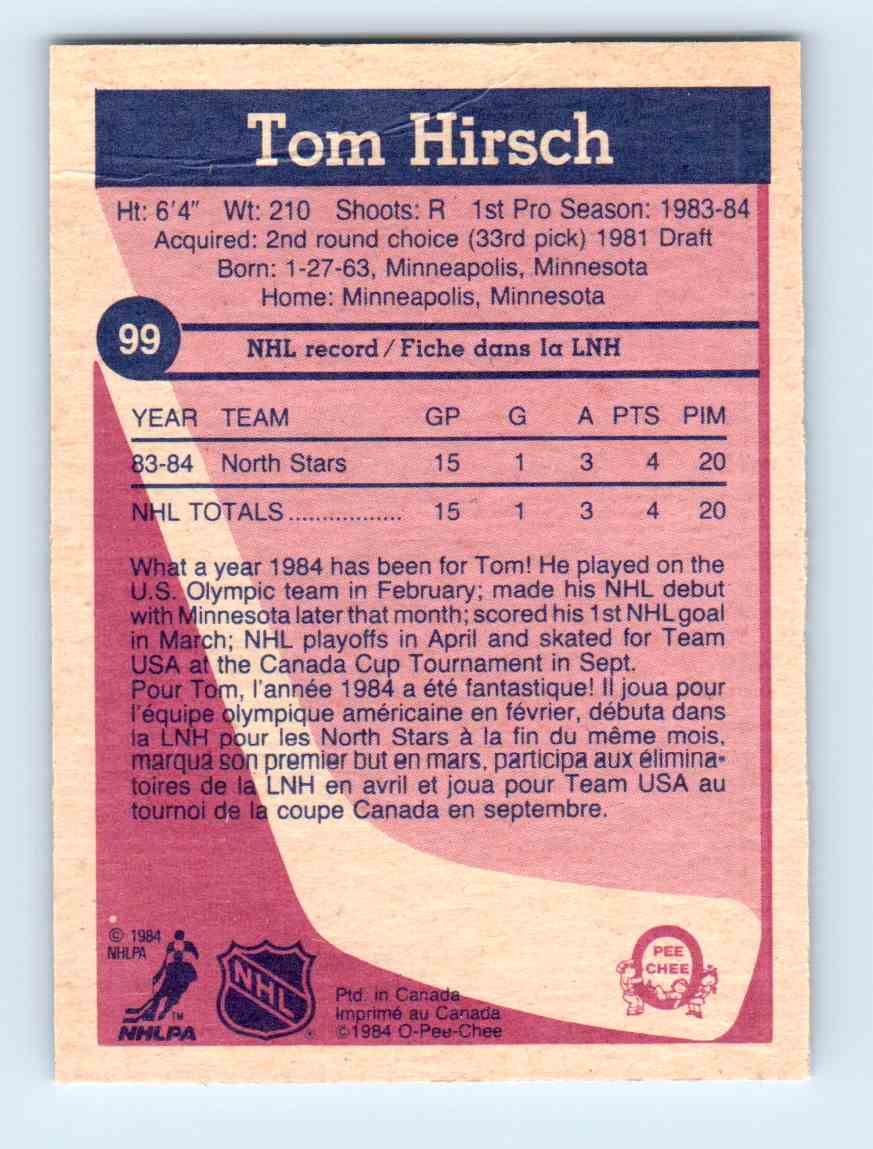 Tom Hirsch
Ht: 6'4" Wt: 210 Shoots: R 1st Pro Season: 1983-84
Acquired: 2nd round choice (33rd pick) 1981 Draft
Born: 1-27-63, Minneapolis, Minnesota
Home: Minneapolis, Minnesota
99
NHL record / Fiche dans la LNH
YEAR TEAM GP G A PTS PIM
83-84 North Stars 15 1 3 4 20
NHL TOTALS................. 15 1 3 4 20
What a year 1984 has been for Tom! He played on the
U.S. Olympic team in February; made his NHL debut
with Minnesota later that month; scored his 1st NHL goal
in March; NHL playoffs in April and skated for Team
USA at the Canada Cup Tournament in Sept.
Pour Tom, l'année 1984 a été fantastique! Il joua pour
l'équipe olympique américaine en février, débuta dans
la LNH pour les North Stars à la fin du même mois,
marqua son premier but en mars, participa aux élimina-
toires de la LNH en avril et joua pour Team USA au
tournoi de la coupe Canada en septembre.
© 1984
NHLPA
NHLPA
TM
NHL
Ptd. in Canada
Imprimé au Canada
©1984 O-Pee-Chee
PEE
CHEE